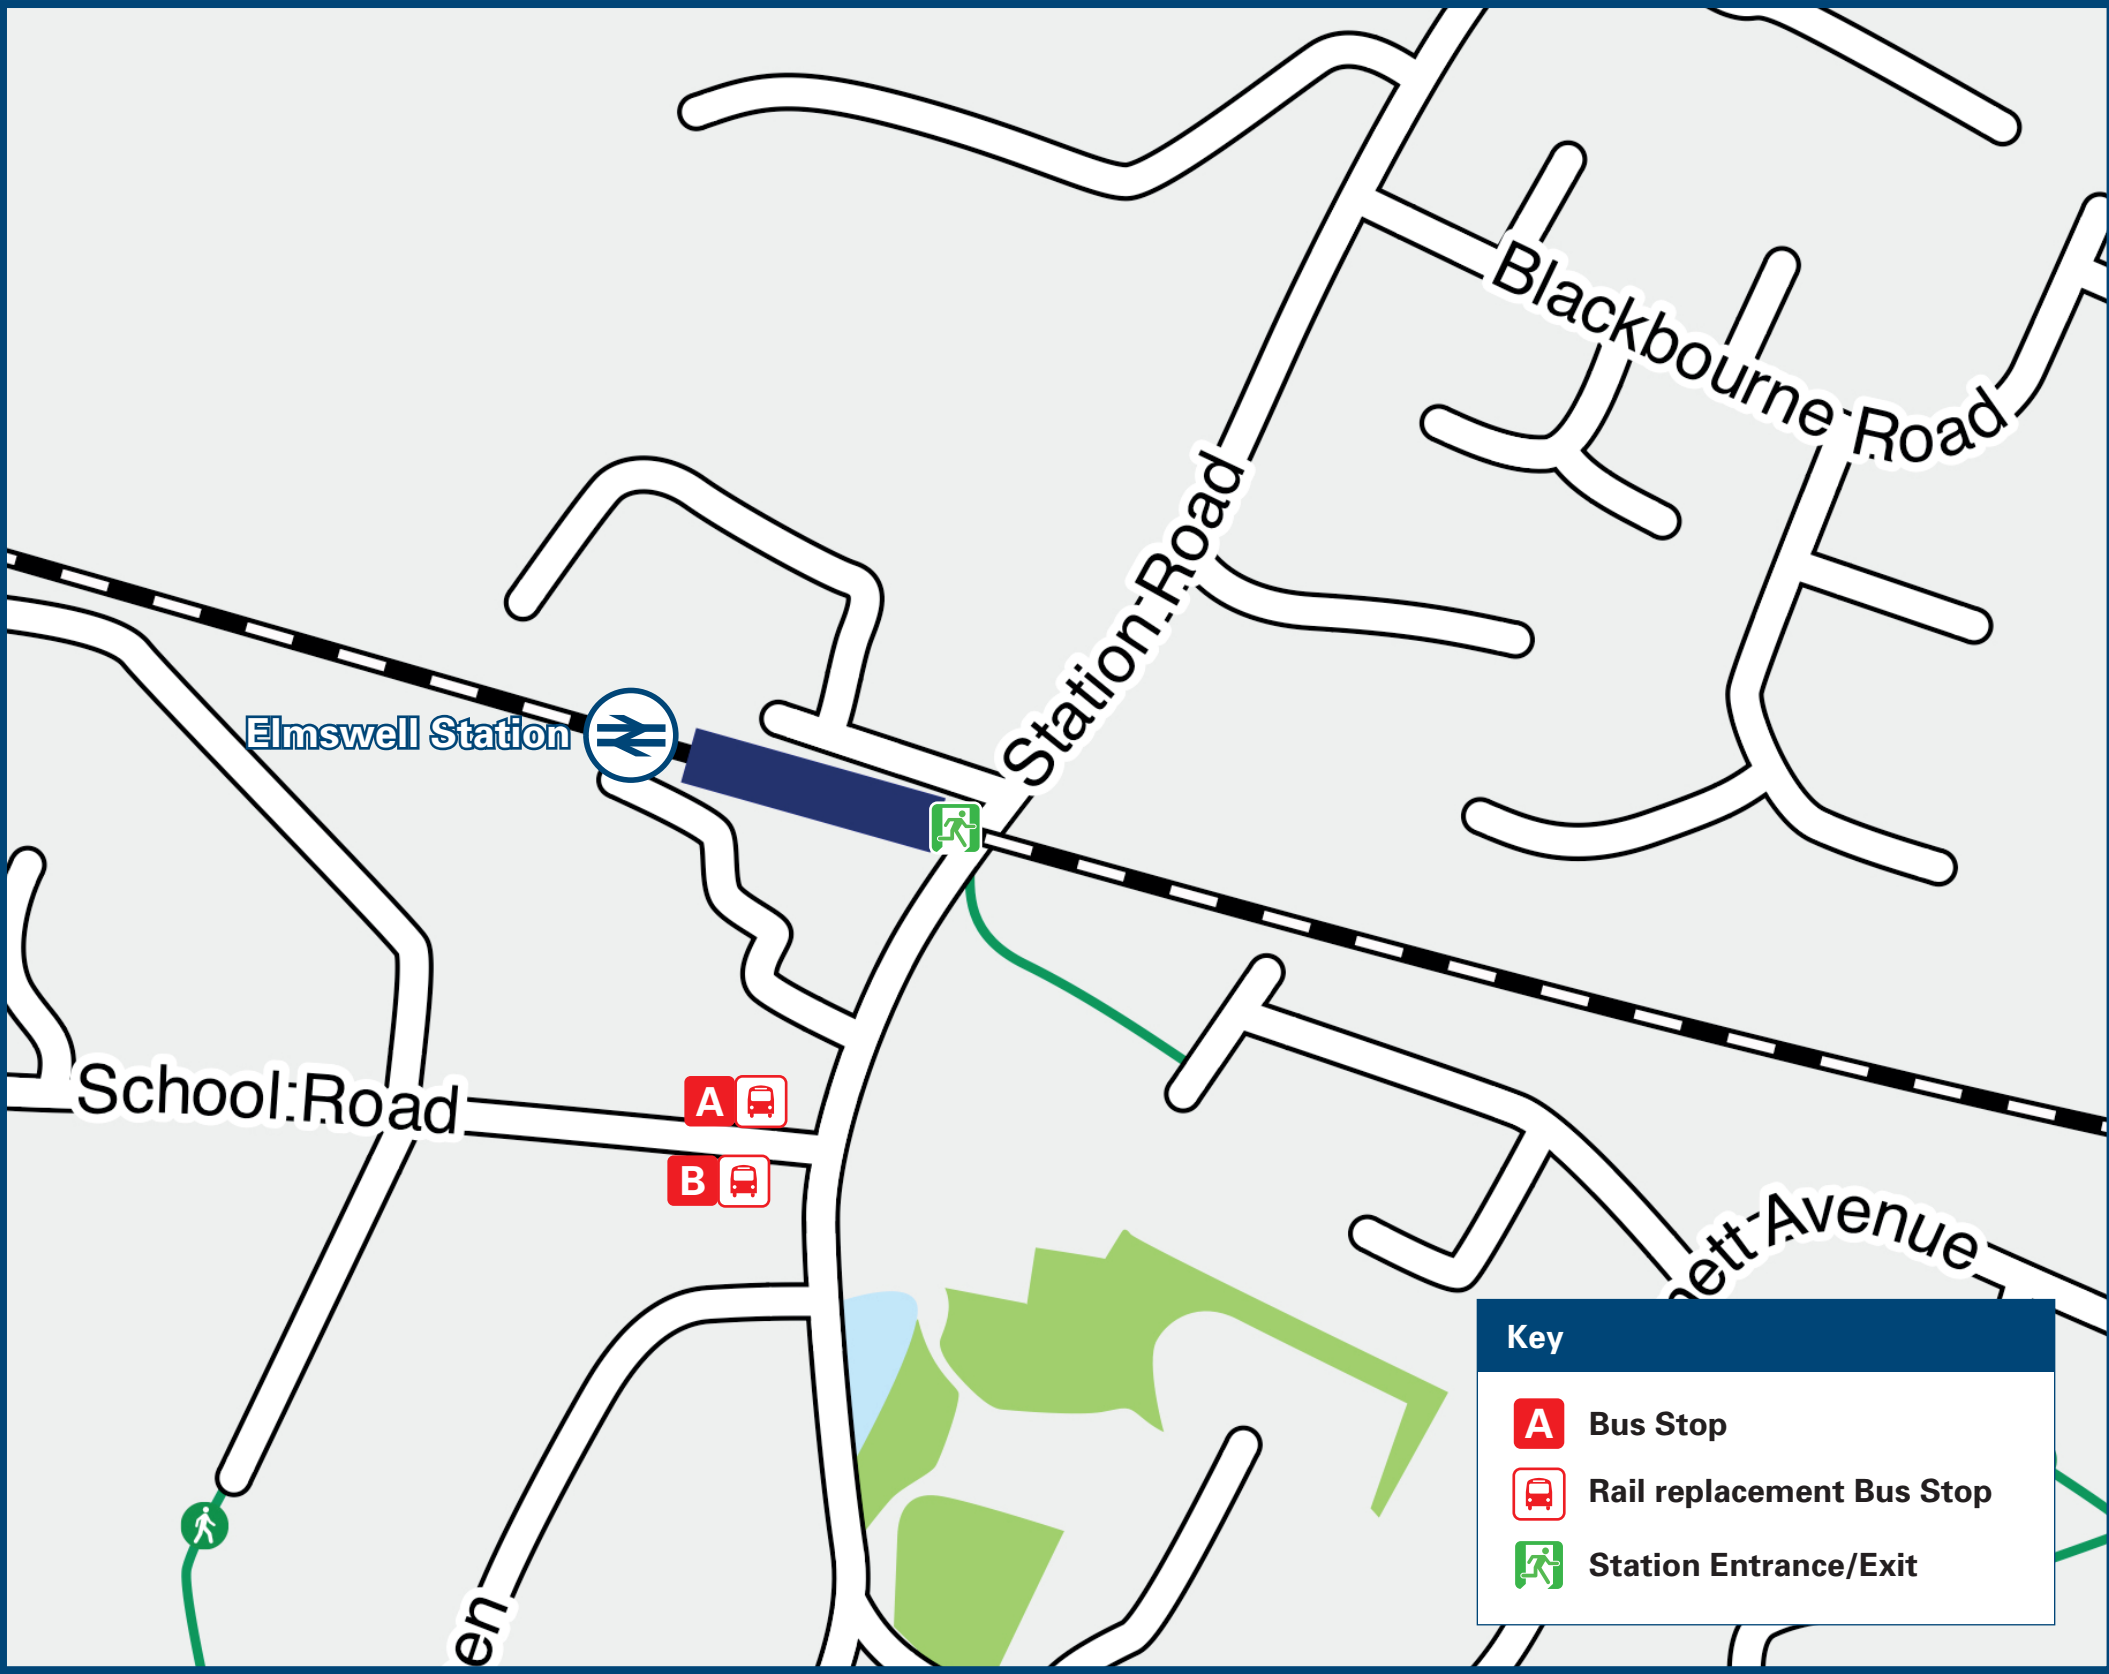 Blackbourne Road
Station Road
Elmswell Station
School Road
A
B
nett Avenue
en
Key
A Bus Stop
Rail replacement Bus Stop
Station Entrance/Exit